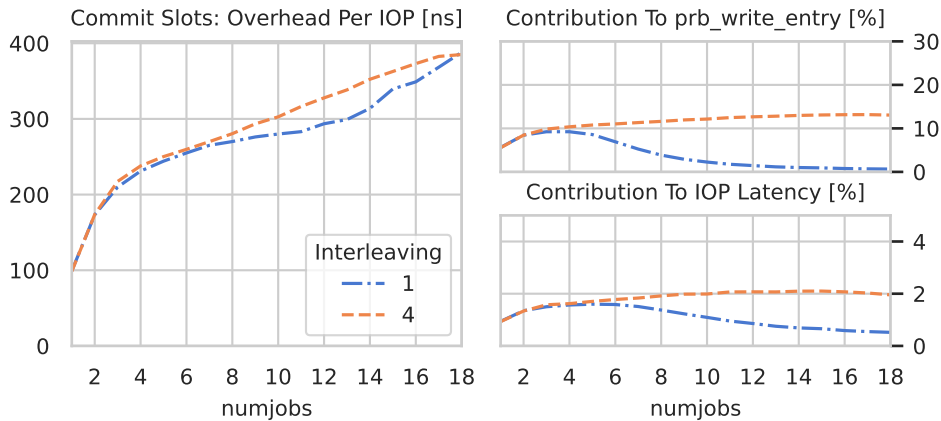 Commit Slots: Overhead Per IOP [ns]
400
300
200
100
0
2 4 6 8 10 12 14 16 18
numjobs
Interleaving
1
4
Contribution To prb_write_entry [%]
30
20
10
0
Contribution To IOP Latency [%]
4
2
0
2 4 6 8 10 12 14 16 18
numjobs